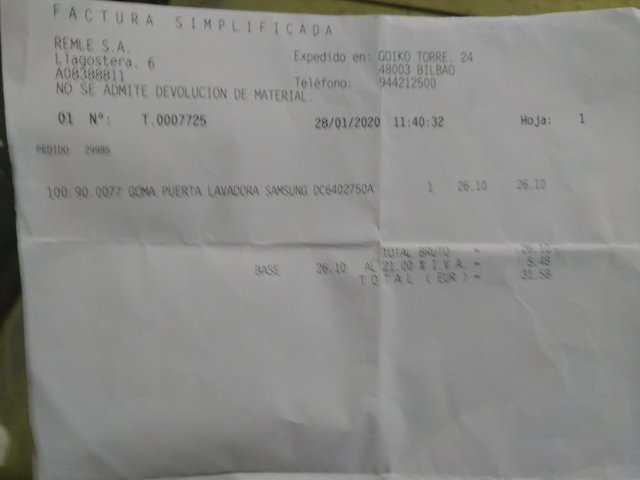 FACTURA SIMPLIFICADA
REMLE S.A.
Llagostera, 6
A08388811
NO SE ADMITE DEVOLUCION DE MATERIAL.
Expedido en: GOIKO TORRE, 24
48003 BILBAO
Teléfono: 944212500
01 Nº: T.0007725 28/01/2020 11:40:32 Hoja: 1
PEDIDO 29985
100.90.0077 GOMA PUERTA LAVADORA SAMSUNG DC6402750A 1 26.10 26.10
TOTAL BRUTO = 26.10
BASE 26.10 AL 21.00 % I.V.A. = 5.48
TOTAL (EUR) = 31.58